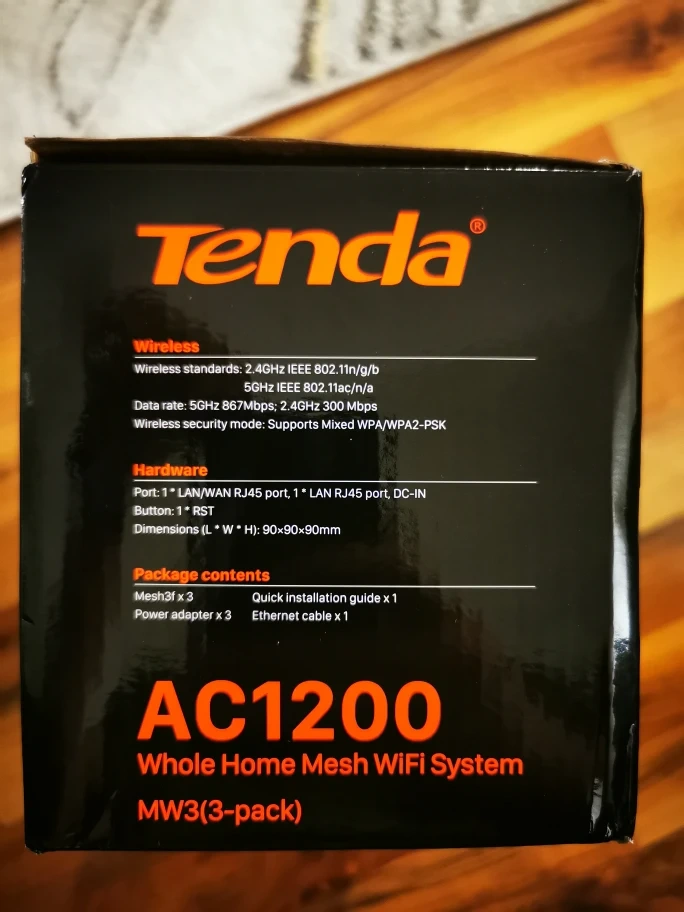 Tenda®
Wireless
Wireless standards: 2.4GHz IEEE 802.11n/g/b
5GHz IEEE 802.11ac/n/a
Data rate: 5GHz 867Mbps; 2.4GHz 300 Mbps
Wireless security mode: Supports Mixed WPA/WPA2-PSK
Hardware
Port: 1 * LAN/WAN RJ45 port, 1 * LAN RJ45 port, DC-IN
Button: 1 * RST
Dimensions (L * W * H): 90×90×90mm
Package contents
Mesh3f x 3 Quick installation guide x 1
Power adapter x 3 Ethernet cable x 1
AC1200
Whole Home Mesh WiFi System
MW3(3-pack)